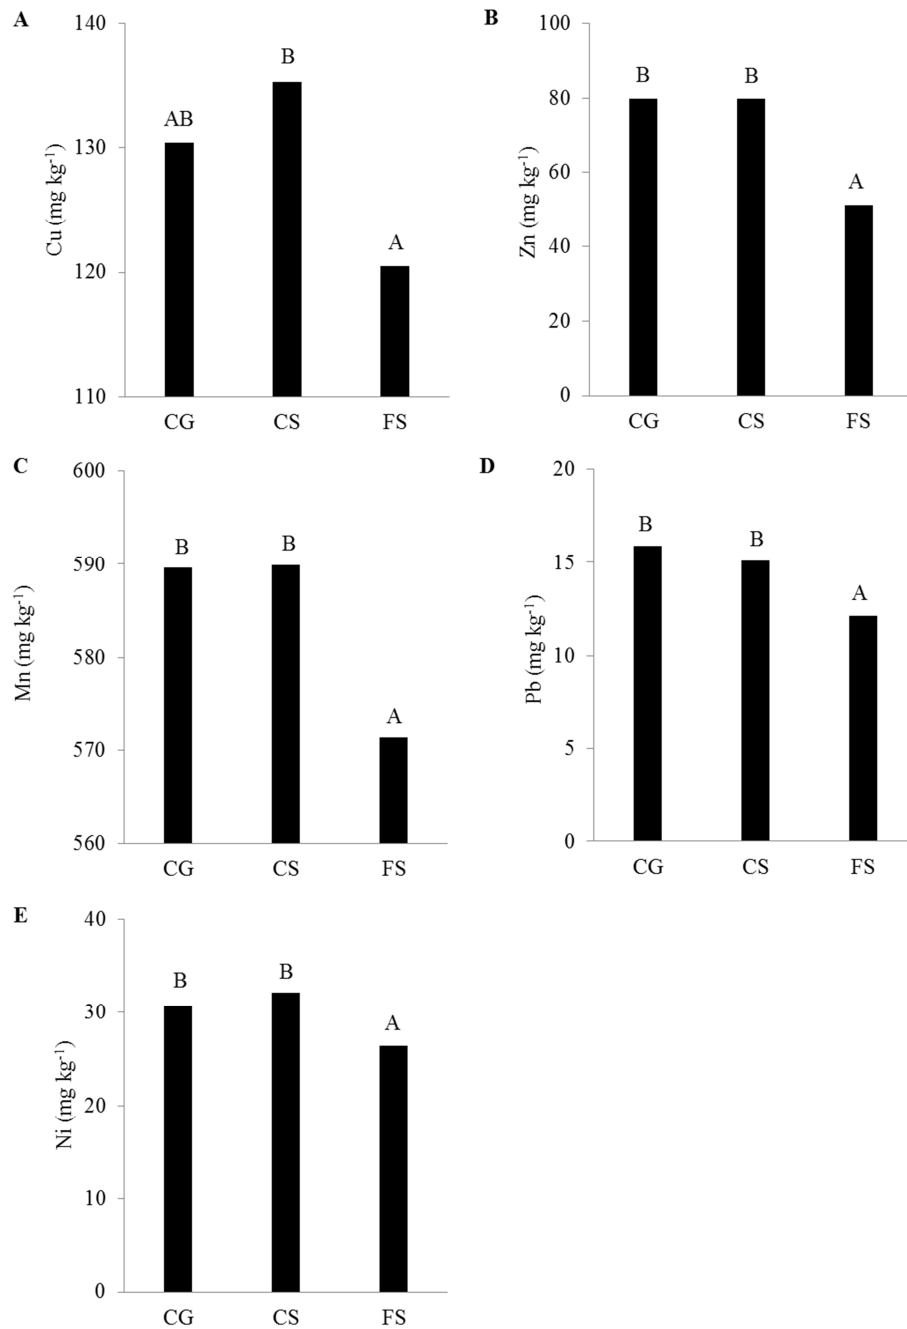 A
140
130
120
110
Cu (mg kg-1)
AB
B
A
CG CS FS
B
100
80
60
40
20
0
Zn (mg kg-1)
B
B
A
CG CS FS
C
600
590
580
570
560
Mn (mg kg-1)
B
B
A
CG CS FS
D
20
15
10
5
0
Pb (mg kg-1)
B
B
A
CG CS FS
E
40
30
20
10
0
Ni (mg kg-1)
B
B
A
CG CS FS